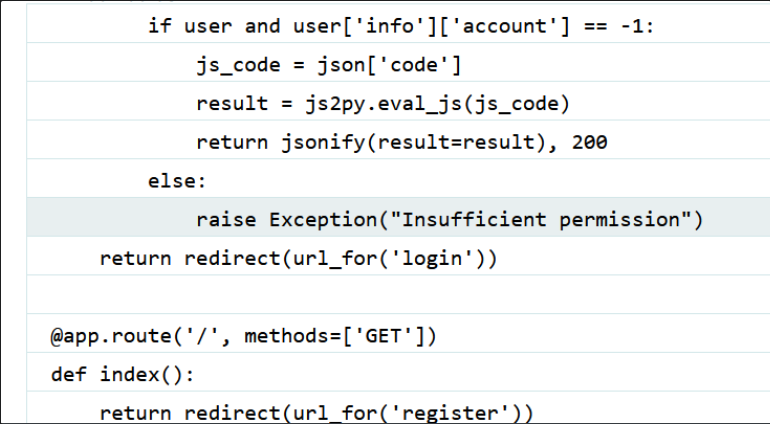 if user and user['info']['account'] == -1:
js_code = json['code']
result = js2py.eval_js(js_code)
return jsonify(result=result), 200
else:
raise Exception("Insufficient permission")
return redirect(url_for('login'))
@app.route('/', methods=['GET'])
def index():
return redirect(url_for('register'))